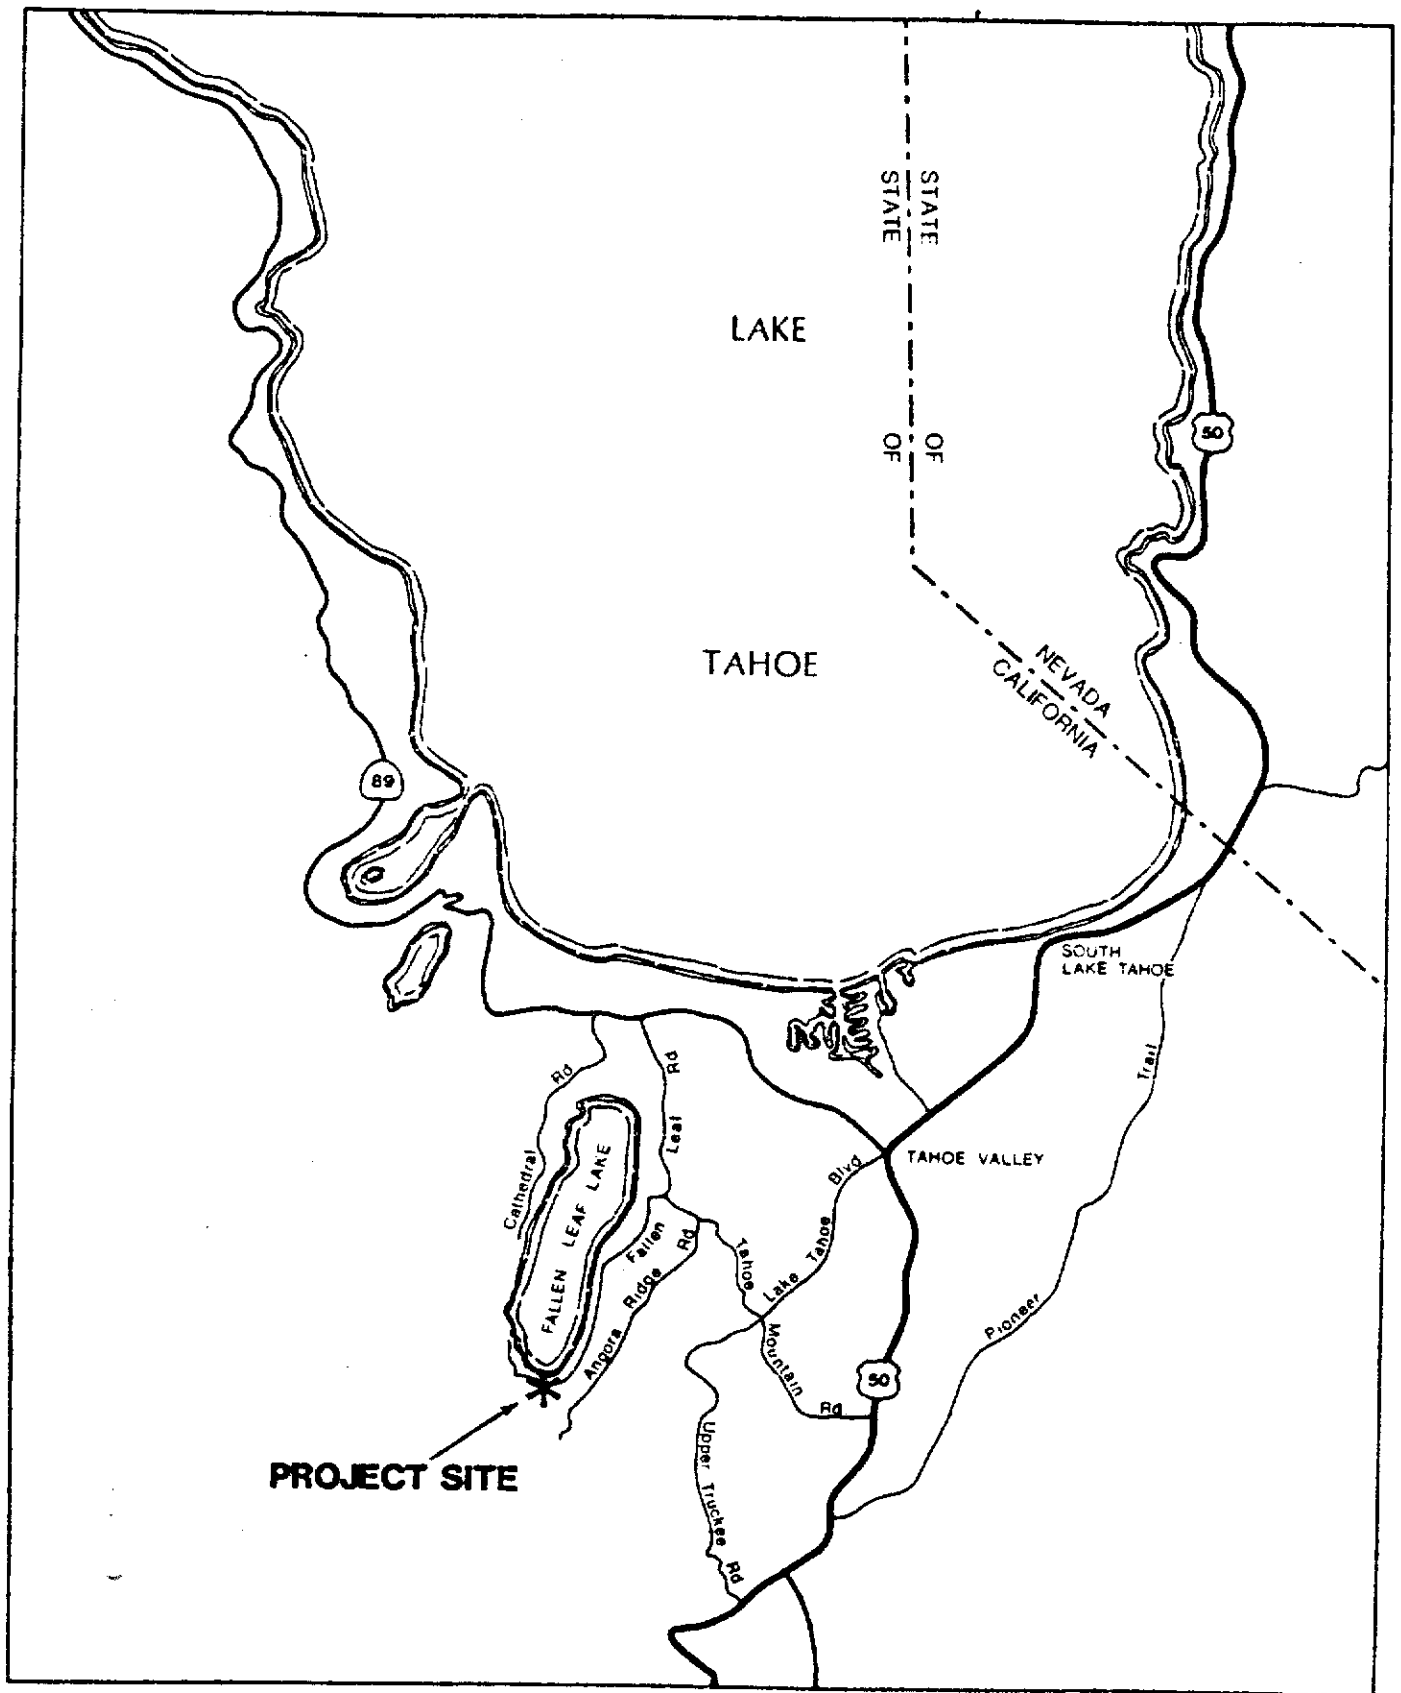 STATE
STATE
LAKE
50
OF
OF
NEVADA
CALIFORNIA
TAHOE
89
SOUTH
LAKE TAHOE
Rd
Rd
Leaf
Trail
TAHOE VALLEY
Blvd
Cathedral
FALLEN LEAF LAKE
Fallen
Rd
Ridge
Angora
Tahoe
Lake Tahoe
Mountain
Rd
Pioneer
50
PROJECT SITE
Upper Truckee Rd